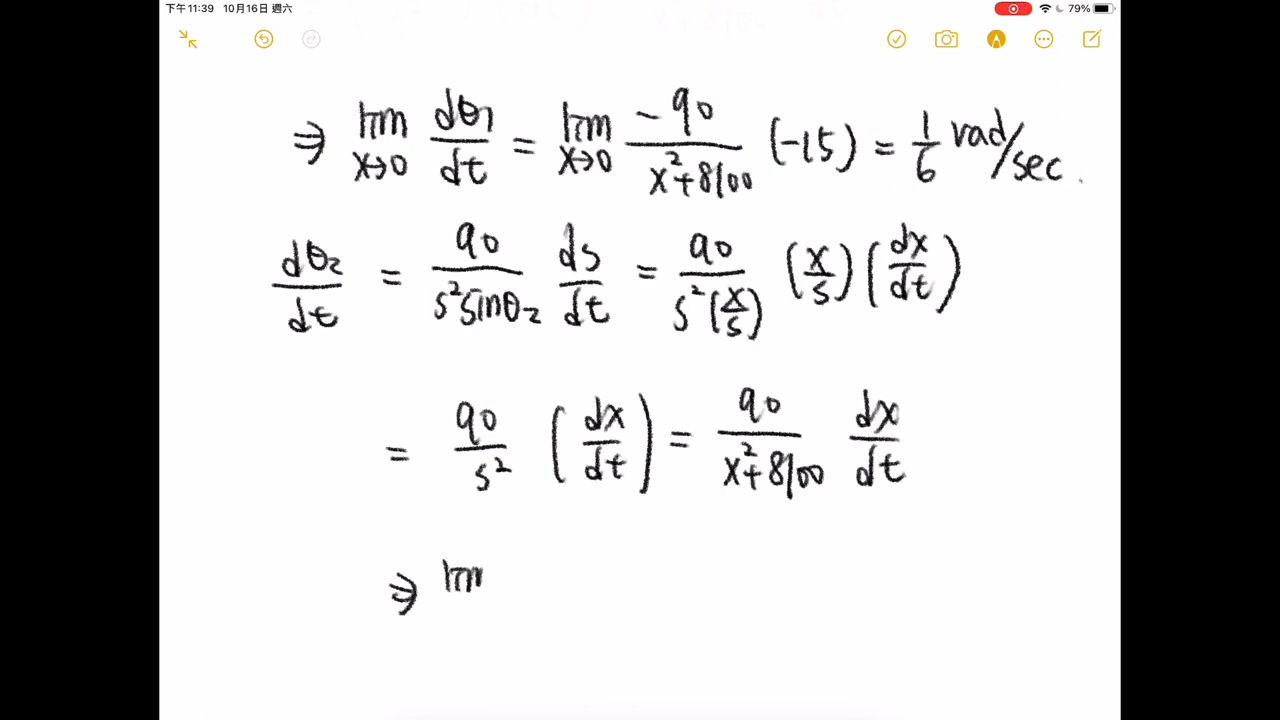 下午11:39 10月16日 週六 79%
⇒ lim x→0 dθ₁/dt = lim x→0 -90/(x²+8100) (-15) = 1/6 rad/sec.
dθ₂/dt = 90/(s² sinθ₂) ds/dt = 90/(s²(x/s)) (x/s)(dx/dt)
= 90/s² (dx/dt) = 90/(x²+8100) dx/dt
⇒ lim